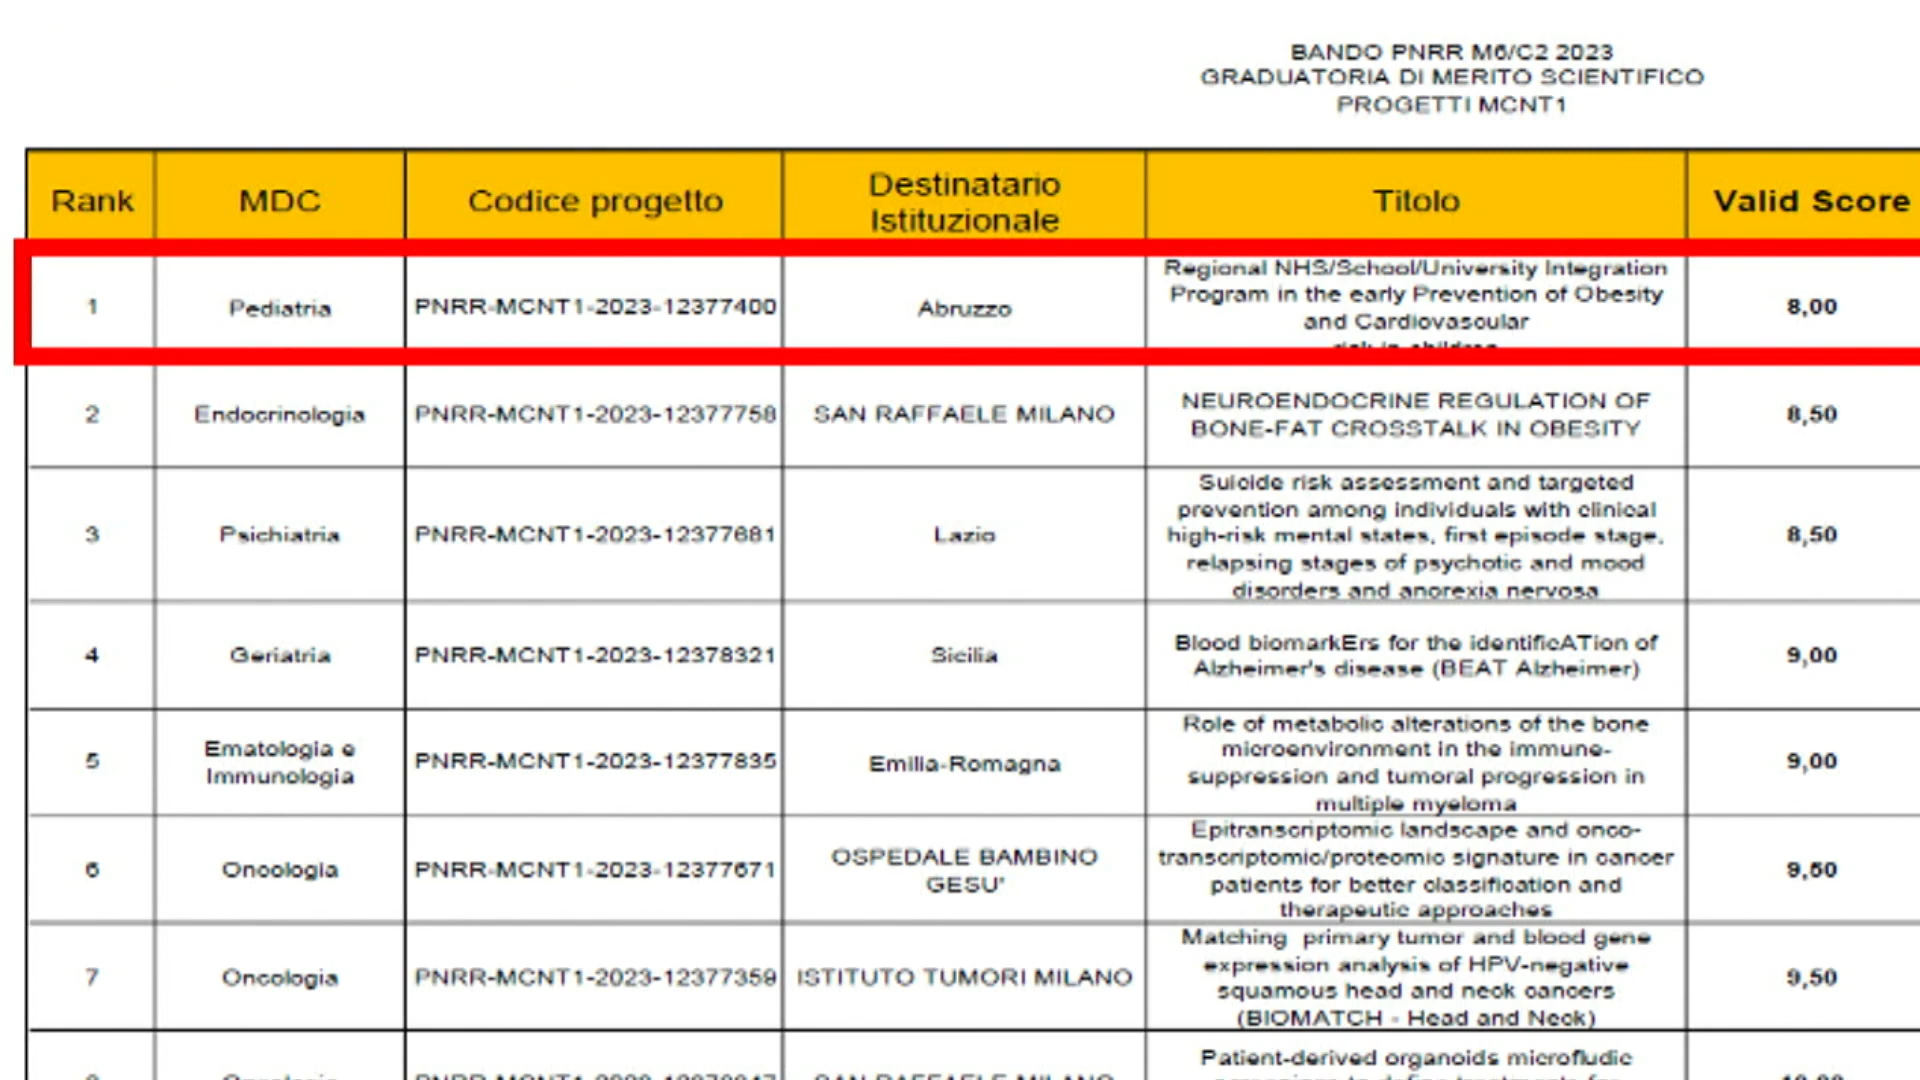 BANDO PNRR M6/C2 2023
GRADUATORIA DI MERITO SCIENTIFICO
PROGETTI MCNT1
Rank MDC Codice progetto Destinatario Istituzionale Titolo Valid Score
1 Pediatria PNRR-MCNT1-2023-12377400 Abruzzo
Regional NHS/School/University Integration
Program in the early Prevention of Obesity
and Cardiovascular
risk in children
8,00
2 Endocrinologia PNRR-MCNT1-2023-12377758 SAN RAFFAELE MILANO
NEUROENDOCRINE REGULATION OF
BONE-FAT CROSSTALK IN OBESITY
8,50
3 Psichiatria PNRR-MCNT1-2023-12377681 Lazio
Suicide risk assessment and targeted
prevention among individuals with clinical
high-risk mental states, first episode stage,
relapsing stages of psychotic and mood
disorders and anorexia nervosa
8,50
4 Geriatria PNRR-MCNT1-2023-12378321 Sicilia
Blood biomarkErs for the identificATion of
Alzheimer's disease (BEAT Alzheimer)
9,00
5 Ematologia e Immunologia PNRR-MCNT1-2023-12377835 Emilia-Romagna
Role of metabolic alterations of the bone
microenvironment in the immune-
suppression and tumoral progression in
multiple myeloma
9,00
6 Oncologia PNRR-MCNT1-2023-12377671 OSPEDALE BAMBINO GESU'
Epitranscriptomic landscape and onco-
transcriptomic/proteomic signature in cancer
patients for better classification and
therapeutic approaches
9,50
7 Oncologia PNRR-MCNT1-2023-12377359 ISTITUTO TUMORI MILANO
Matching primary tumor and blood gene
expression analysis of HPV-negative
squamous head and neck cancers
(BIOMATCH - Head and Neck)
9,50
Patient-derived organoids microfludic